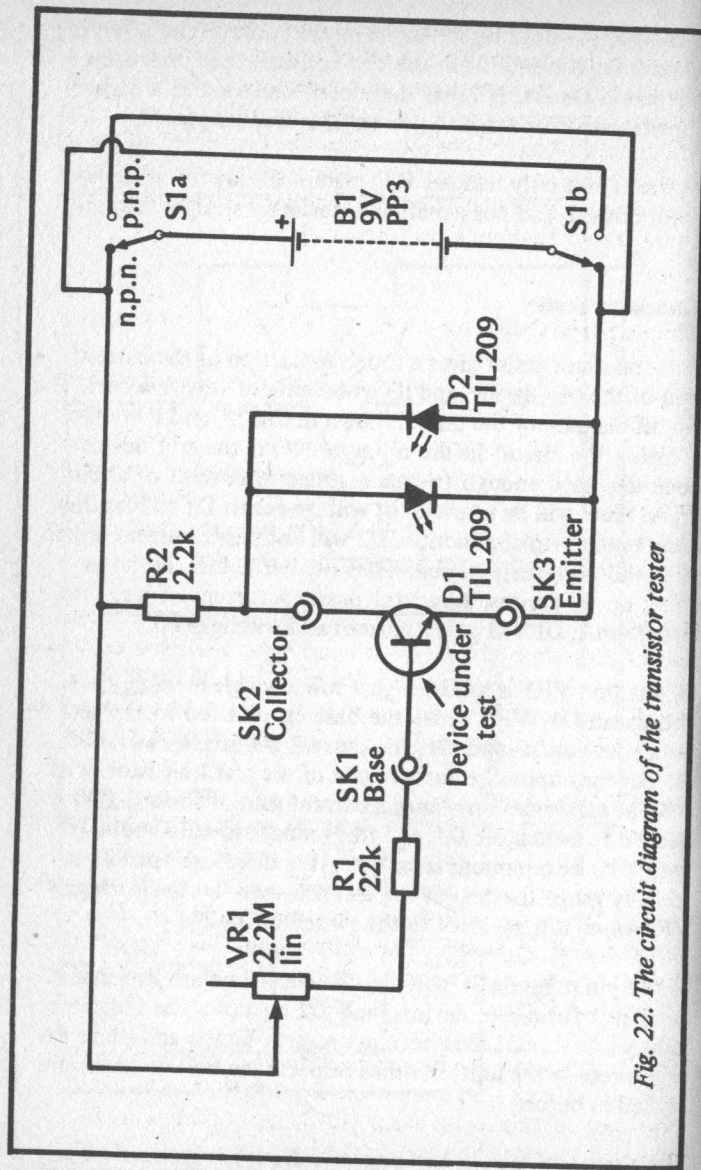 n.p.n.
p.n.p.
S1a
R2
2.2k
VR1
2.2M
lin
SK2
Collector
+
B1
9V
PP3
SK1
Base
R1
22k
Device under
test
D1
TIL209
D2
TIL209
SK3
Emitter
S1b
Fig. 22. The circuit diagram of the transistor tester